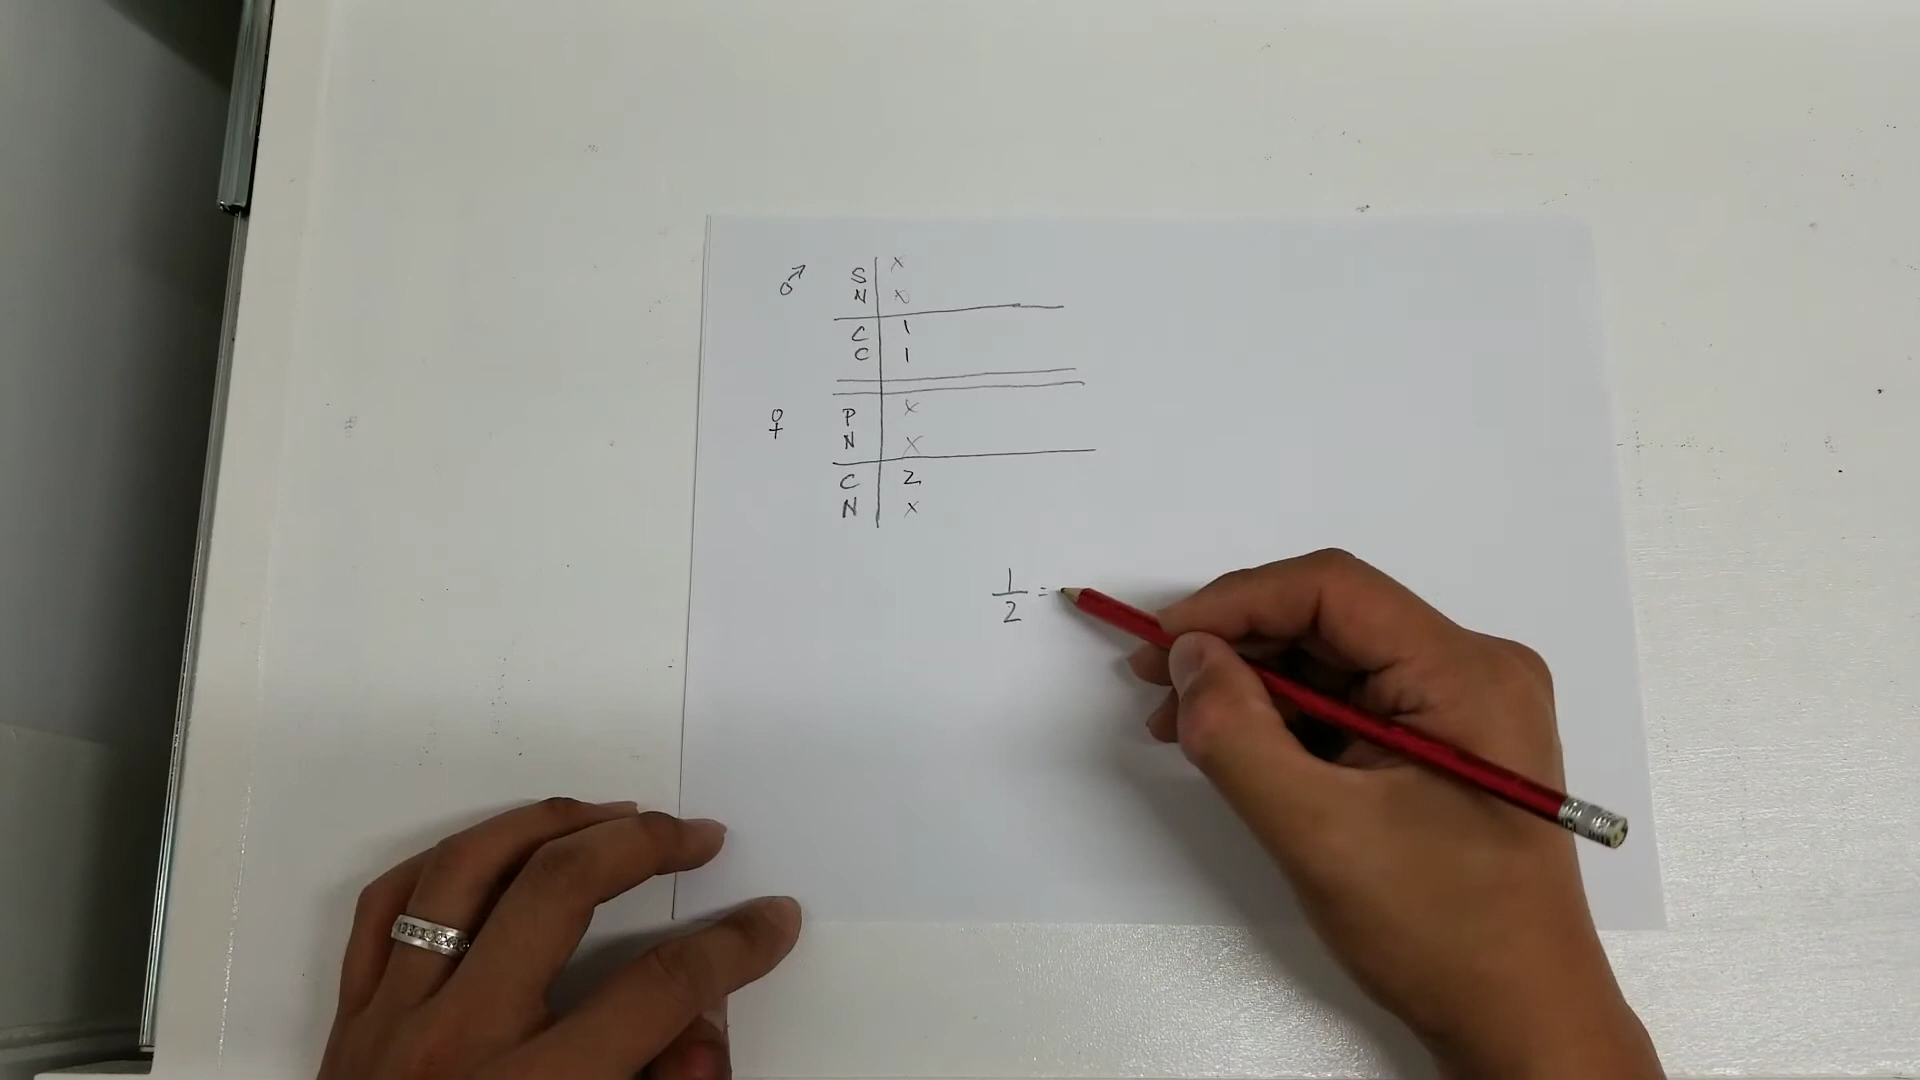 ♂ S x
N x
C 1
C 1
♀ P x
N x
C 2
N x
1/2 =